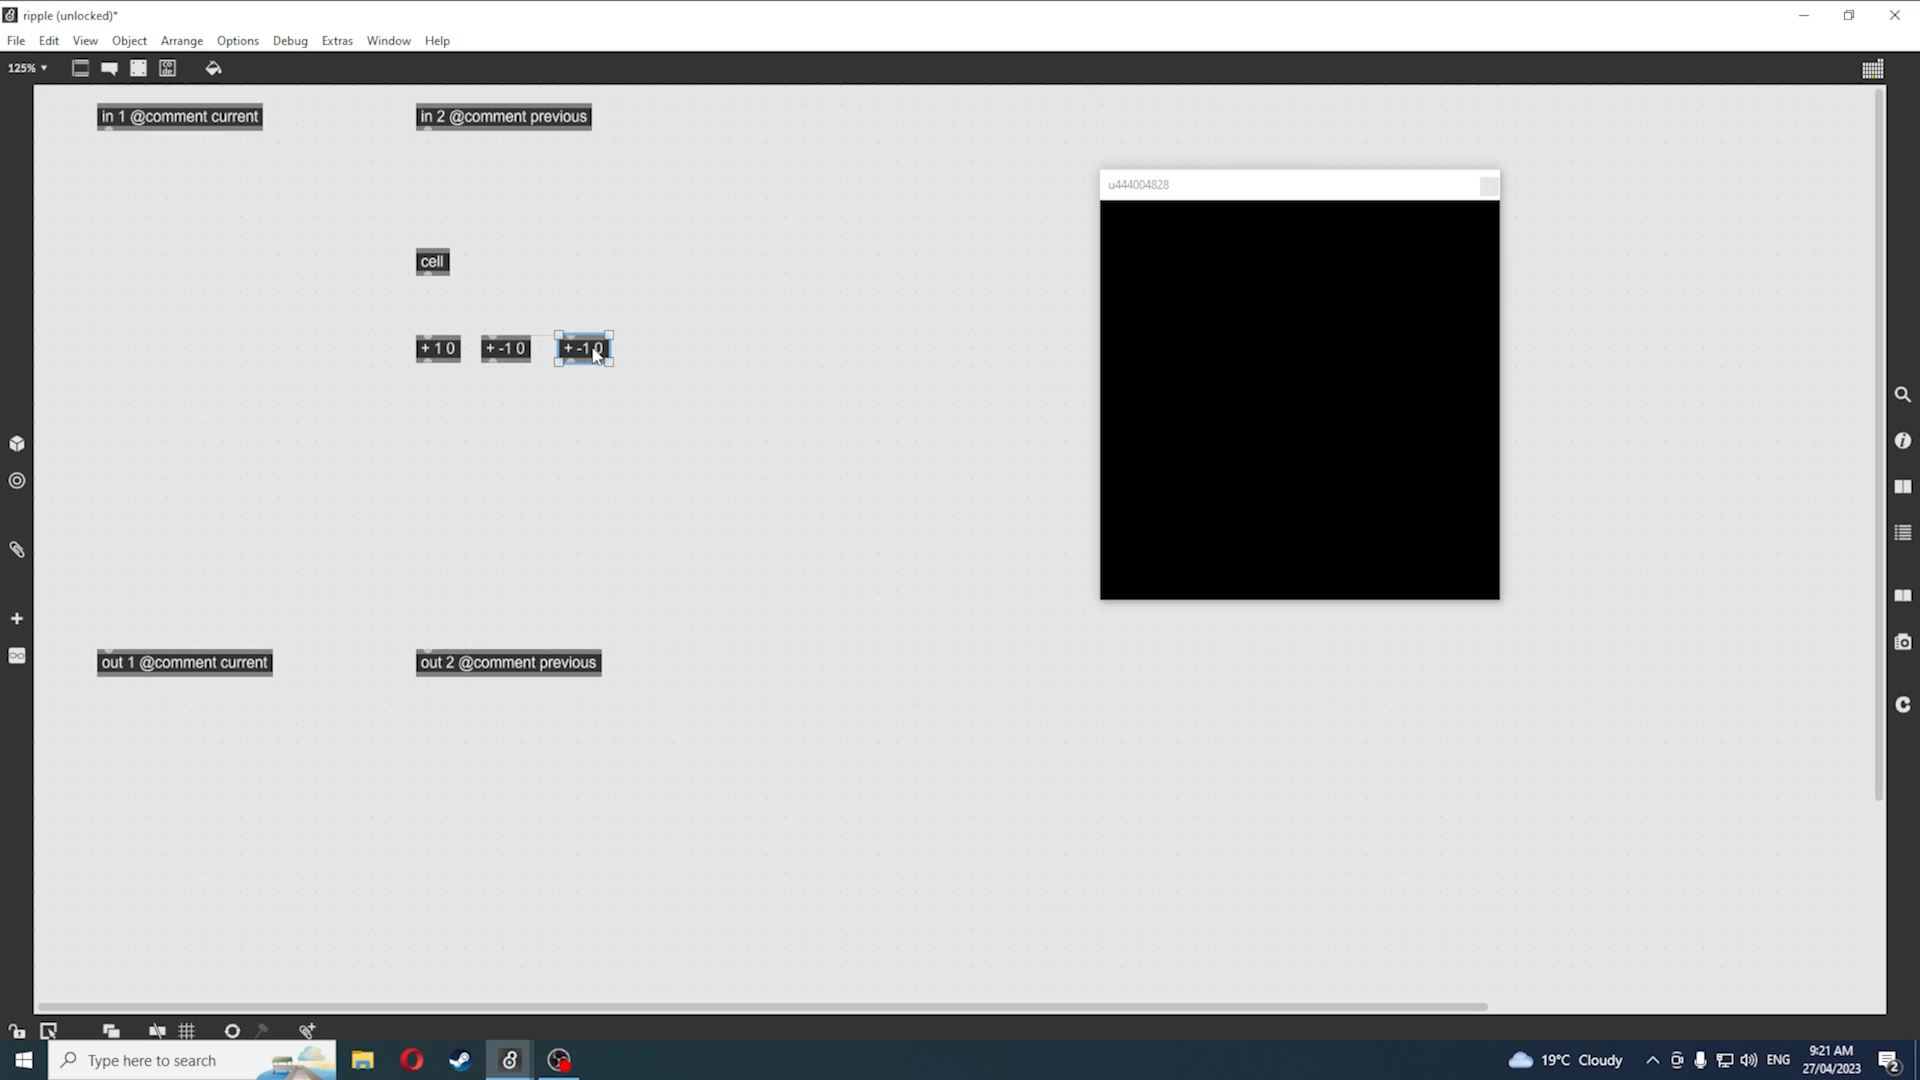 ripple (unlocked)*
File Edit View Object Arrange Options Debug Extras Window Help
125%
in 1 @comment current
in 2 @comment previous
u444004828
cell
+ 1 0
+ -1 0
+ -1 0
out 1 @comment current
out 2 @comment previous
Type here to search
19°C Cloudy
ENG
9:21 AM
27/04/2023
2